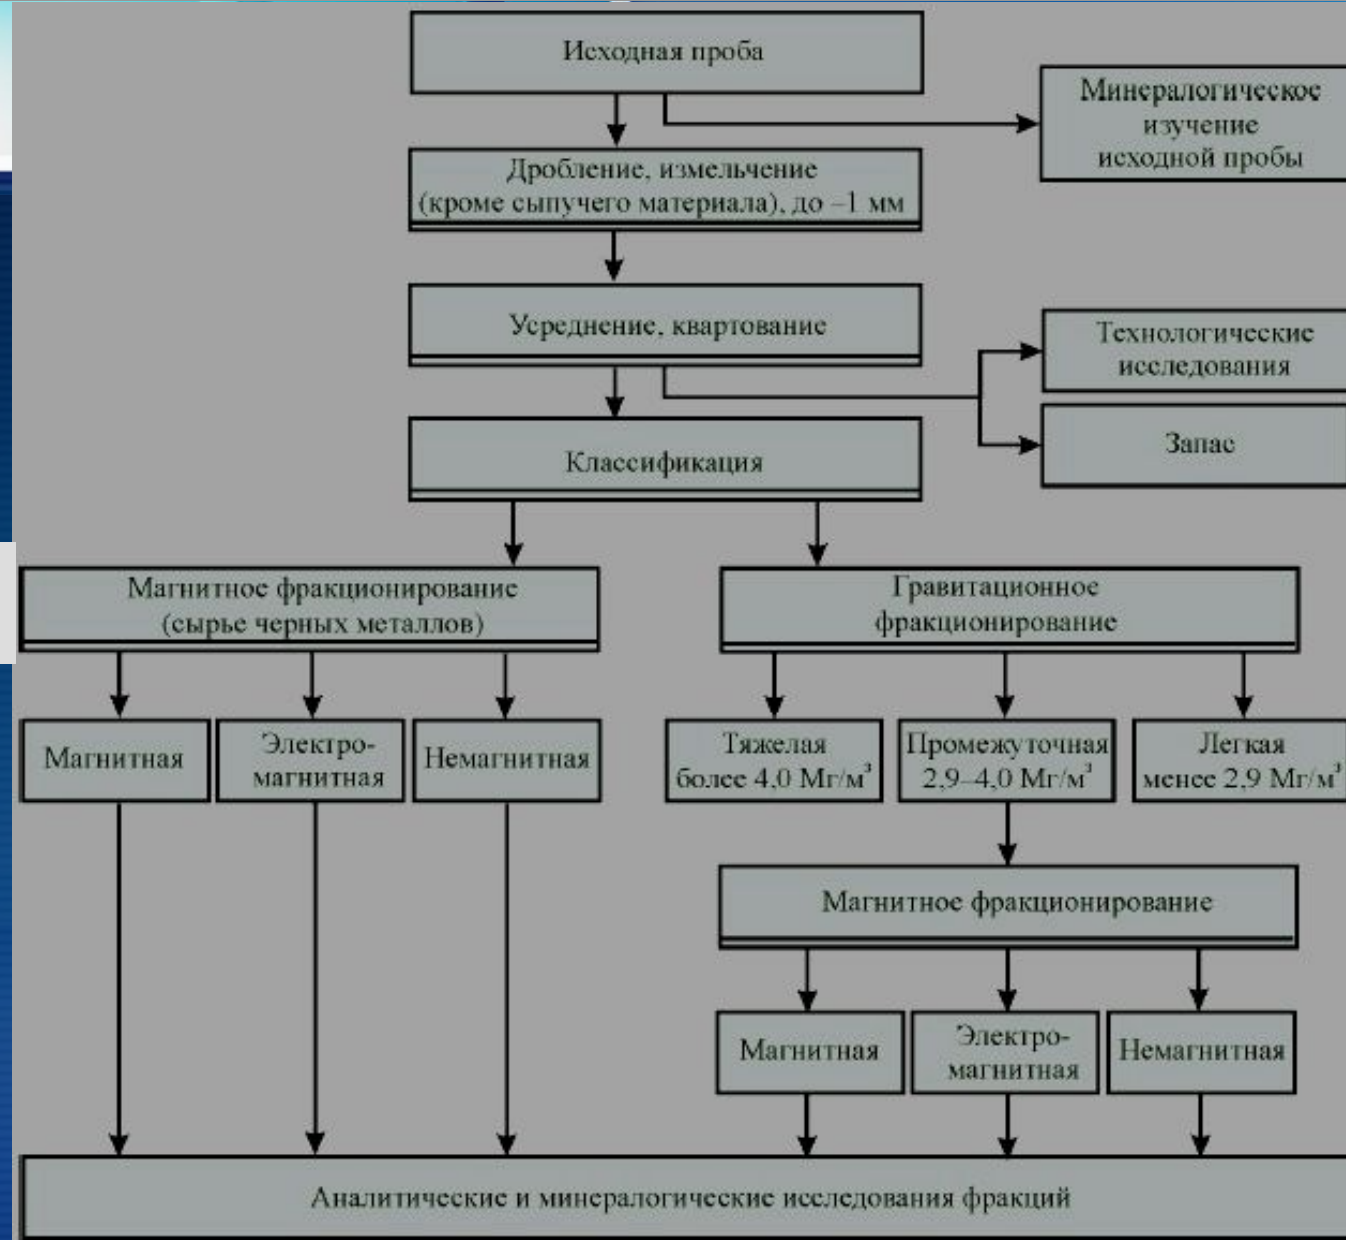 Исходная проба
Минералогическое
изучение
исходной пробы
Дробление, измельчение
(кроме сыпучего материала), до –1 мм
Усреднение, квартование
Технологические
исследования
Запас
Классификация
Магнитное фракционирование
(сырье черных металлов)
Гравитационное
фракционирование
Магнитная
Электро-
магнитная
Немагнитная
Тяжелая
более 4,0 Мг/м³
Промежуточная
2,9–4,0 Мг/м³
Легкая
менее 2,9 Мг/м³
Магнитное фракционирование
Магнитная
Электро-
магнитная
Немагнитная
Аналитические и минералогические исследования фракций